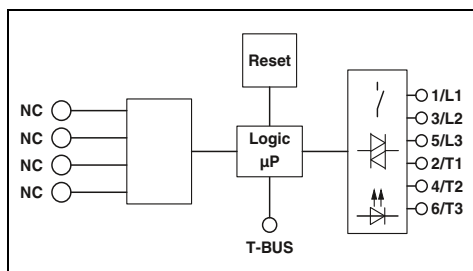 Reset
NC
NC
NC
NC
Logic
µP
T-BUS
1/L1
3/L2
5/L3
2/T1
4/T2
6/T3